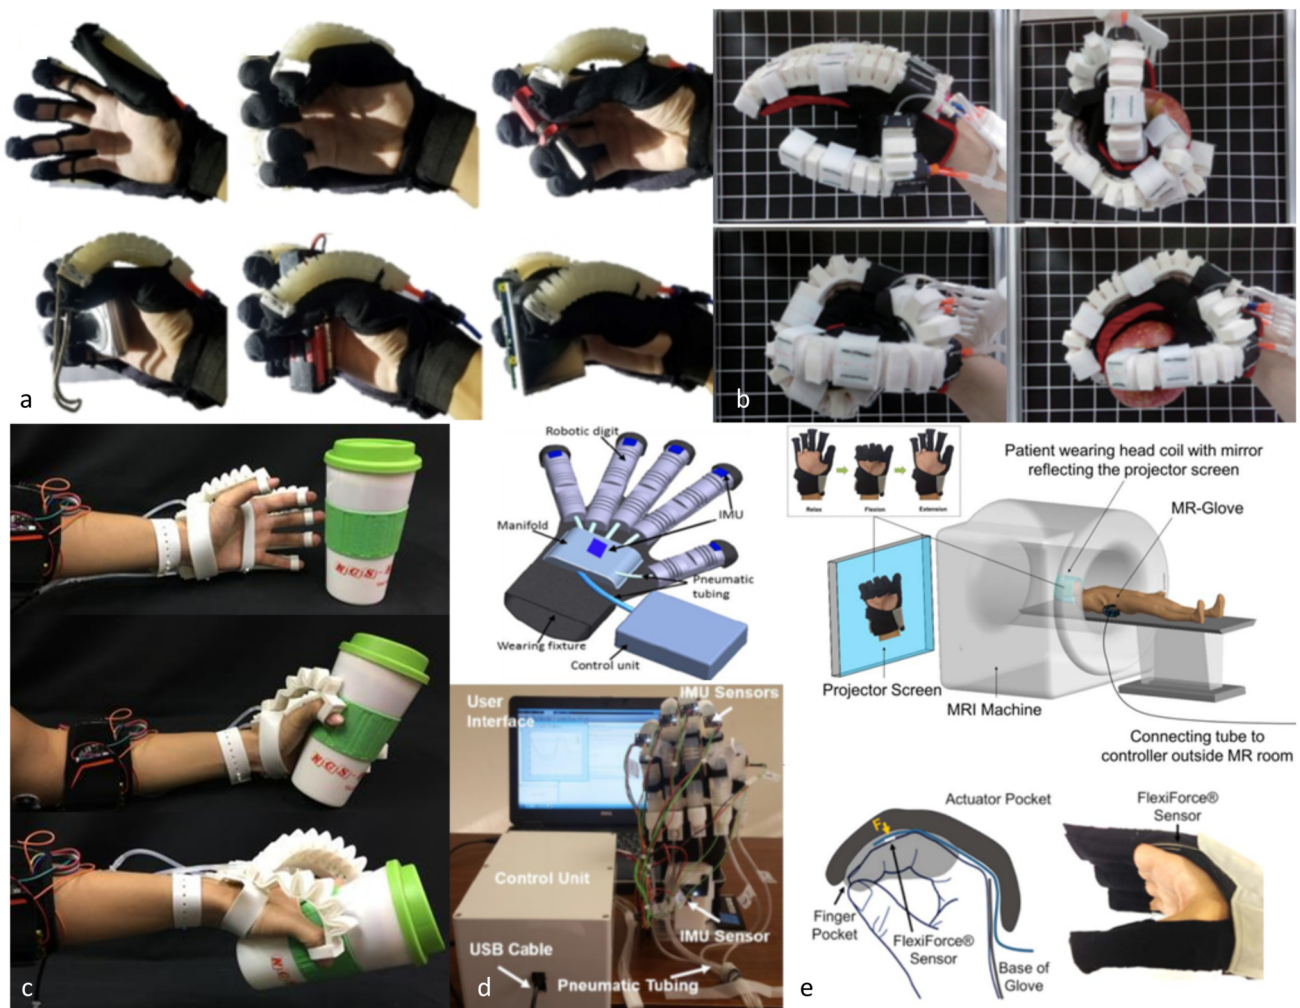 a
b
c
Robotic digit
IMU
Manifold
Pneumatic
tubing
Wearing fixture
Control unit
User
Interface
IMU Sensors
Control Unit
USB Cable
IMU Sensor
Pneumatic Tubing
d
Relax
Flexion
Extension
Patient wearing head coil with mirror
reflecting the projector screen
MR-Glove
Projector Screen
MRI Machine
Connecting tube to
controller outside MR room
Actuator Pocket
F
Finger
Pocket
FlexiForce®
Sensor
Base of
Glove
FlexiForce®
Sensor
e